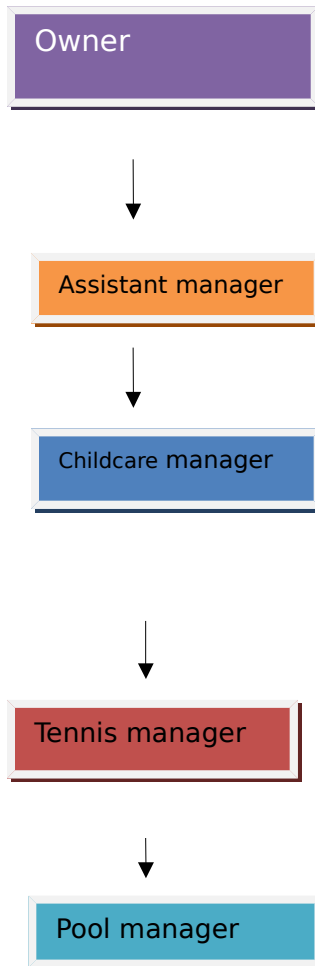 Owner
Assistant manager
Childcare manager
Tennis manager
Pool manager